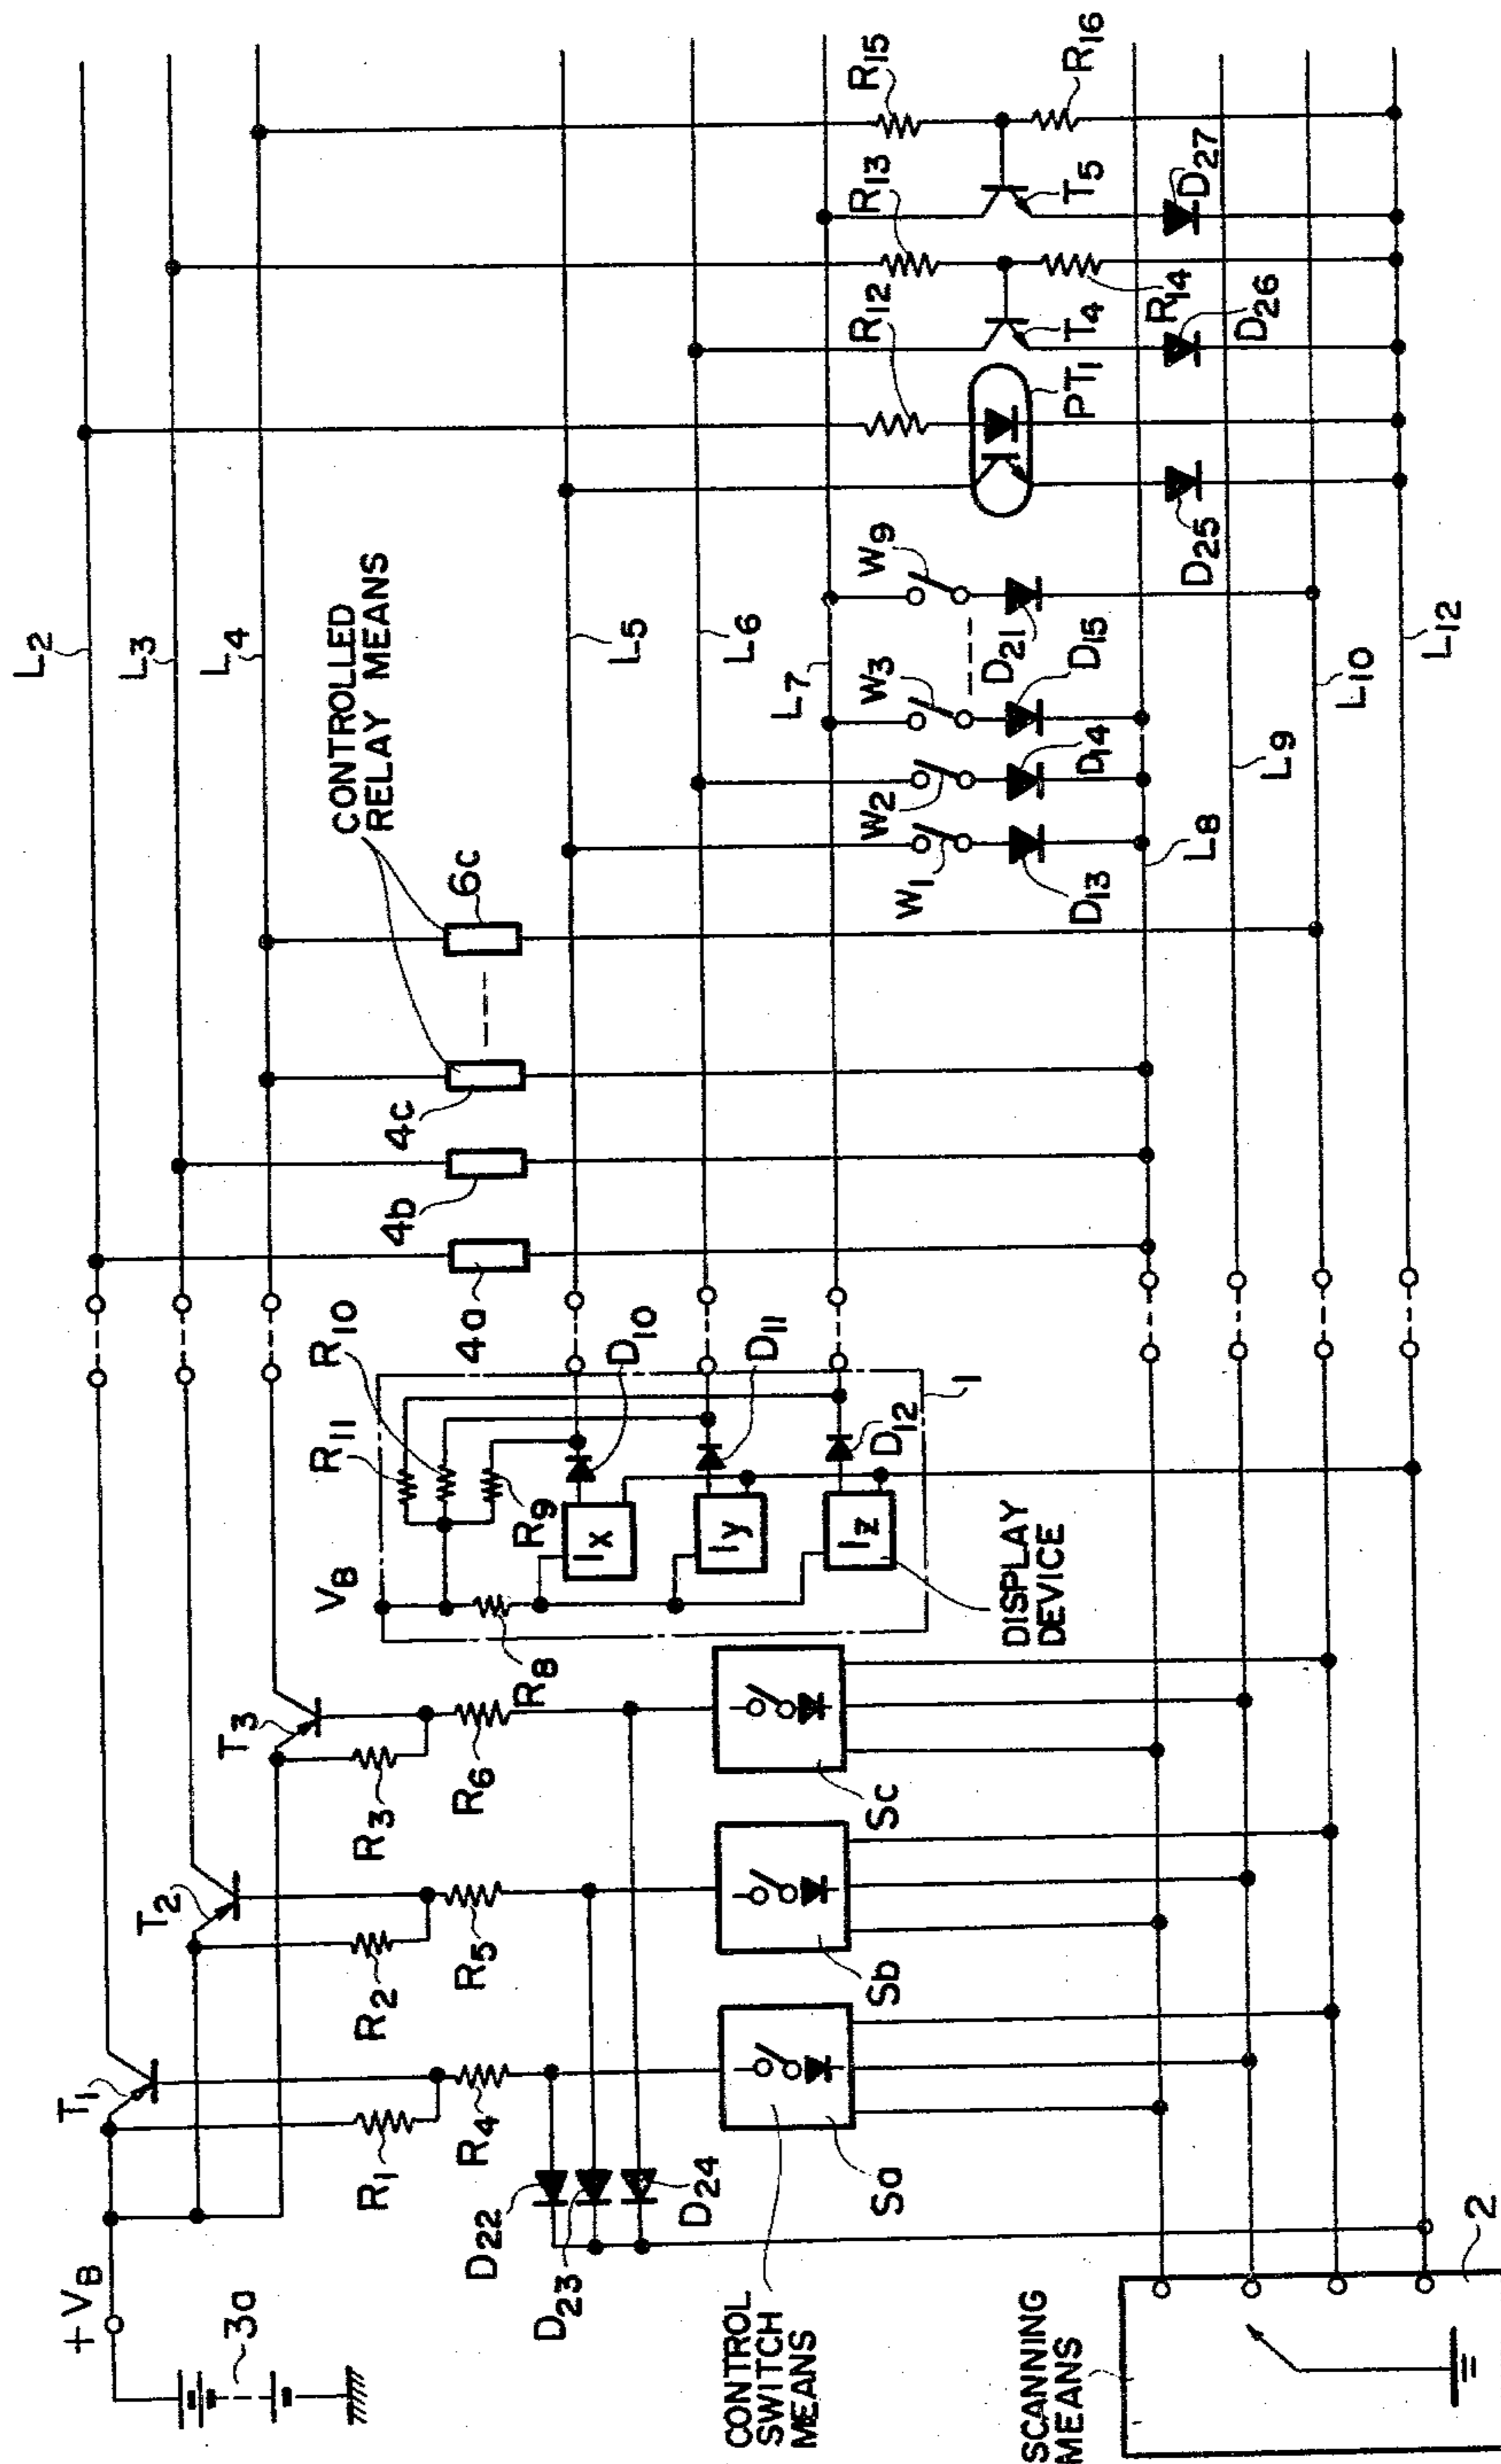 L2
L3
L4
CONTROLLED
RELAY MEANS
6c
4c
4b
4a
L5
L6
L7
W9
W3
W2
W1
D21
D15
D14
D13
L8
L9
L10
L12
R15
R16
R13
R12
T5
D27
R14
T4
D26
PT1
D25
R10
R11
D10
D11
D12
1
R9
VB
Ix
Iy
Iz
DISPLAY
DEVICE
R8
T3
R3
R6
Sc
T2
R2
R5
Sb
T1
R1
R4
Sa
D22
D23
D24
+VB
3a
CONTROL
SWITCH
MEANS
SCANNING
MEANS
2